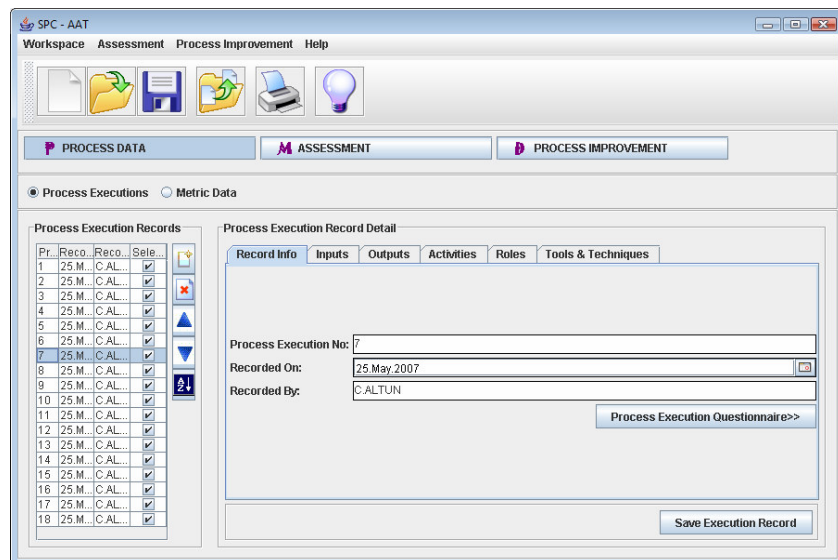 SPC - AAT
Workspace Assessment Process Improvement Help
P PROCESS DATA M ASSESSMENT PROCESS IMPROVEMENT
Process Executions Metric Data
Process Execution Records
Pr... Reco... Reco... Sele...
1 25.M... C.AL...
2 25.M... C.AL...
3 25.M... C.AL...
4 25.M... C.AL...
5 25.M... C.AL...
6 25.M... C.AL...
7 25.M... C.AL...
8 25.M... C.AL...
9 25.M... C.AL...
10 25.M... C.AL...
11 25.M... C.AL...
12 25.M... C.AL...
13 25.M... C.AL...
14 25.M... C.AL...
15 25.M... C.AL...
16 25.M... C.AL...
17 25.M... C.AL...
18 25.M... C.AL...
A Z
Process Execution Record Detail
Record Info Inputs Outputs Activities Roles Tools & Techniques
Process Execution No: 7
Recorded On: 25.May.2007
Recorded By: C.ALTUN
Process Execution Questionnaire>>
Save Execution Record